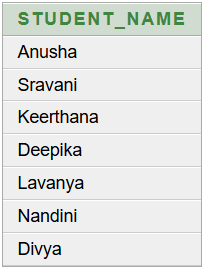 STUDENT_NAME
Anusha
Sravani
Keerthana
Deepika
Lavanya
Nandini
Divya